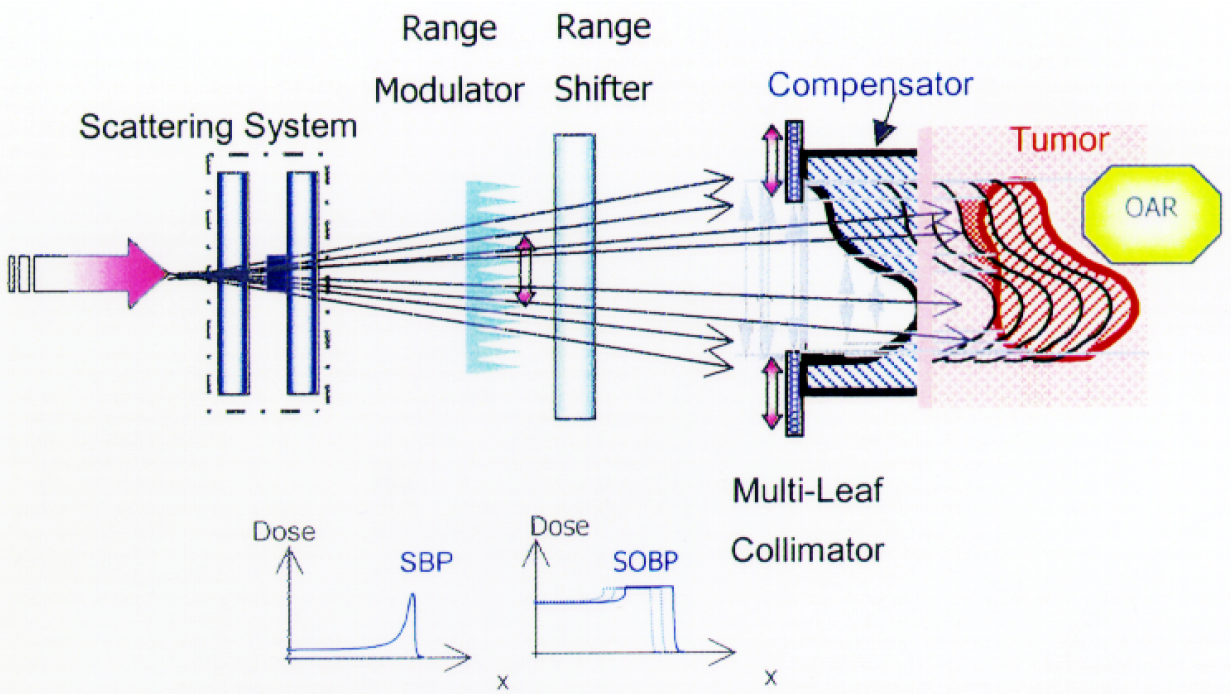 Range
Modulator
Range
Shifter
Compensator
Scattering System
Tumor
OAR
Multi-Leaf
Collimator
Dose
SBP
x
Dose
SOBP
x